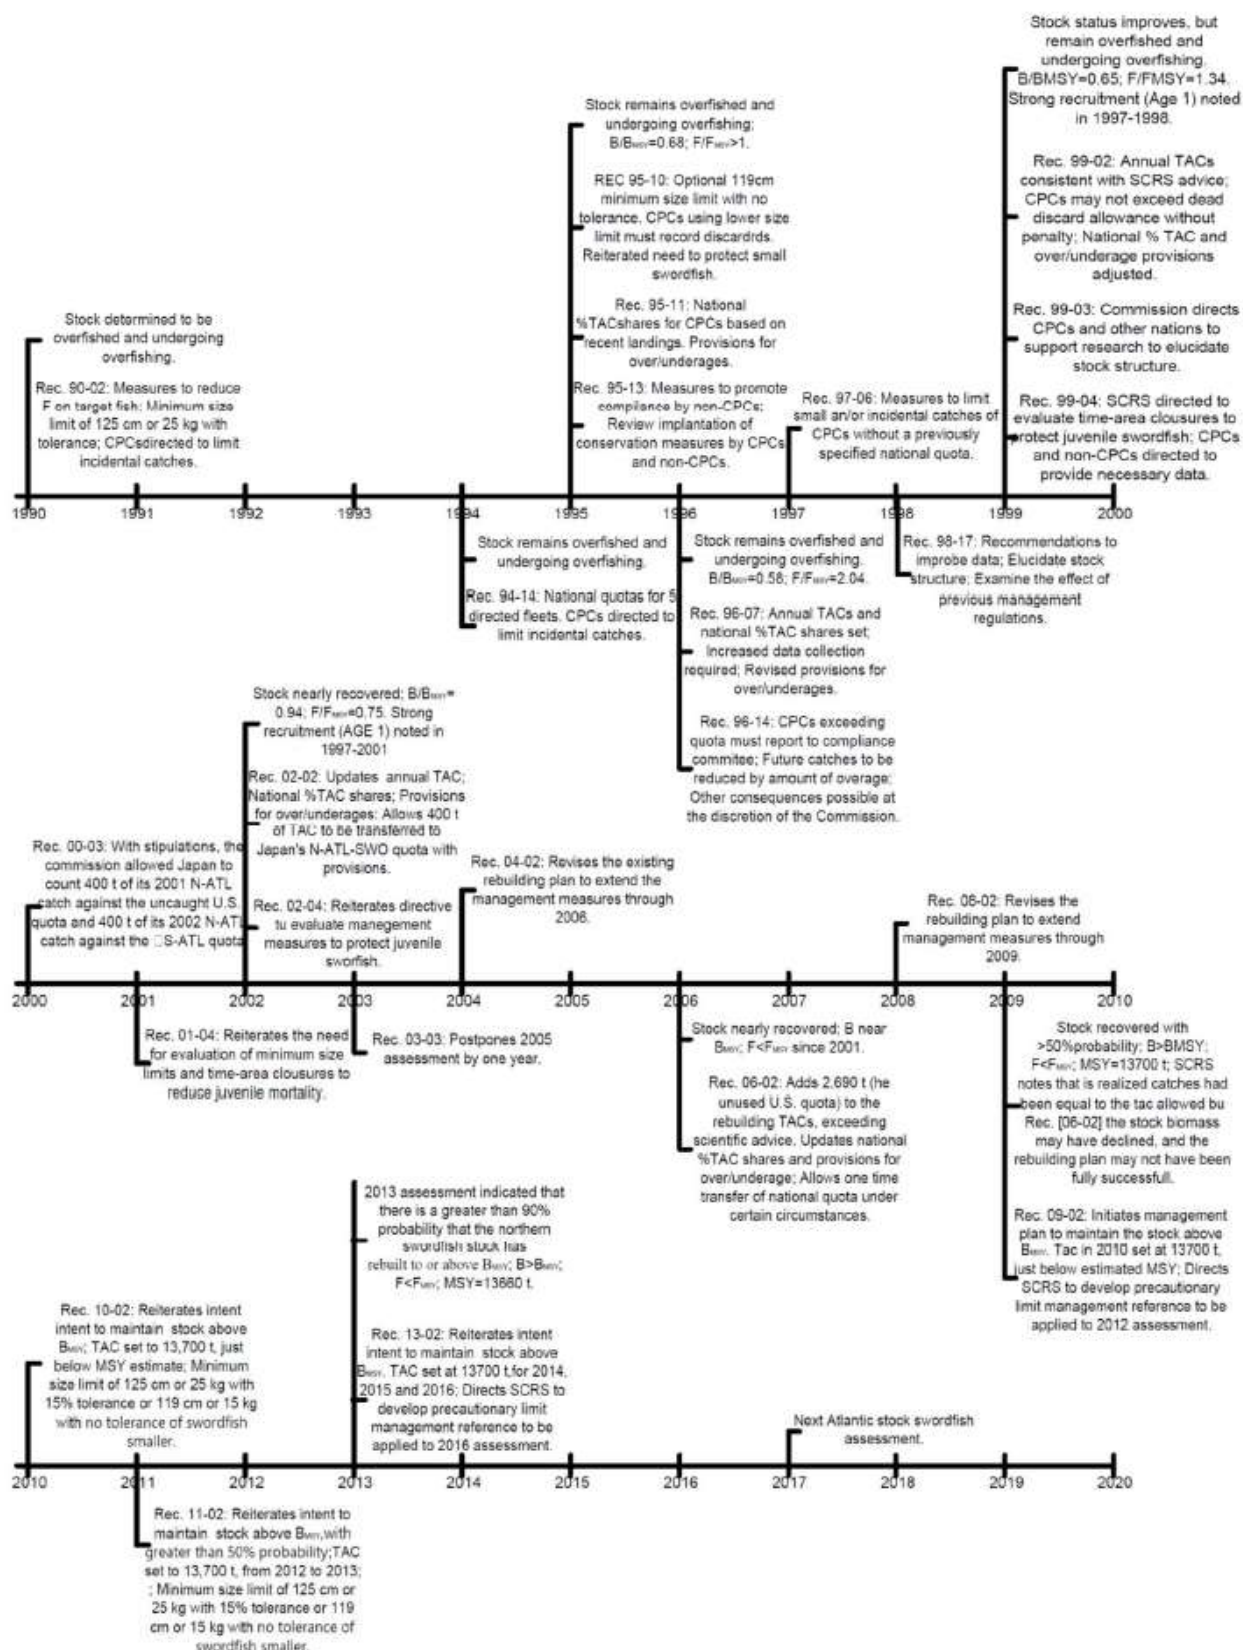 Stock status improves, but
remain overfished and
undergoing overfishing.
B/BMSY=0.65; F/FMSY=1.34.
Strong recruitment (Age 1) noted
in 1997-1998.
Stock remains overfished and
undergoing overfishing;
B/BMSY=0.68; F/FMSY>1.
REC 95-10: Optional 119cm
minimum size limit with no
tolerance. CPCs using lower size
limit must record discardrds.
Reiterated need to protect small
swordfish.
Rec. 99-02: Annual TACs
consistent with SCRS advice;
CPCs may not exceed dead
discard allowance without
penalty; National % TAC and
over/underage provisions
adjusted.
Stock determined to be
overfished and undergoing
overfishing.
Rec. 95-11: National
%TACshares for CPCs based on
recent landings. Provisions for
over/underages.
Rec. 99-03: Commission directs
CPCs and other nations to
support research to elucidate
stock structure.
Rec. 90-02: Measures to reduce
F on target fish; Minimum size
limit of 125 cm or 25 kg with
tolerance; CPCsdirected to limit
incidental catches.
Rec. 95-13: Measures to promote
compliance by non-CPCs;
Review implantation of
conservation measures by CPCs
and non-CPCs.
Rec. 97-06: Measures to limit
small an/or incidental catches of
CPCs without a previously
specified national quota.
Rec. 99-04: SCRS directed to
evaluate time-area clousures to
protect juvenile swordfish; CPCs
and non-CPCs directed to
provide necessary data.
1990 1991 1992 1993 1994 1995 1996 1997 1998 1999 2000
Stock remains overfished and
undergoing overfishing.
Rec. 94-14: National quotas for 5
directed fleets. CPCs directed to
limit incidental catches.
Stock remains overfished and
undergoing overfishing.
B/BMSY=0.58; F/FMSY=2.04.
Rec. 96-07: Annual TACs and
national %TAC shares set;
Increased data collection
required; Revised provisions for
over/underages.
Rec. 96-14: CPCs exceeding
quota must report to compliance
commitee; Future catches to be
reduced by amount of overage;
Other consequences possible at
the discretion of the Commission.
Rec. 98-17: Recommendations to
improbe data; Elucidate stock
structure; Examine the effect of
previous management
regulations.
Stock nearly recovered; B/BMSY=
0.94; F/FMSY=0.75. Strong
recruitment (AGE 1) noted in
1997-2001
Rec. 02-02: Updates annual TAC;
National %TAC shares; Provisions
for over/underages: Allows 400 t
of TAC to be transferred to
Japan's N-ATL-SWO quota with
provisions.
Rec. 00-03: With stipulations, the
commission allowed Japan to
count 400 t of its 2001 N-ATL
catch against the uncaught U.S.
quota and 400 t of its 2002 N-ATL
catch against the □S-ATL quota
Rec. 02-04: Reiterates directive
tu evaluate menagement
measures to protect juvenile
sworfish.
Rec. 04-02: Revises the existing
rebuilding plan to extend the
management measures through
2006.
Rec. 06-02: Revises the
rebuilding plan to extend
management measures through
2009.
2000 2001 2002 2003 2004 2005 2006 2007 2008 2009 2010
Rec. 01-04: Reiterates the need
for evaluation of minimum size
limits and time-area clousures to
reduce juvenile mortality.
Rec. 03-03: Postpones 2005
assessment by one year.
Stock nearly recovered; B near
BMSY; F<FMSY since 2001.
Rec. 06-02: Adds 2,690 t (he
unused U.S. quota) to the
rebuilding TACs, exceeding
scientific advice. Updates national
%TAC shares and provisions for
over/underage; Allows one time
transfer of national quota under
certain circumstances.
Stock recovered with
>50%probability; B>BMSY;
F<FMSY; MSY=13700 t; SCRS
notes that is realized catches had
been equal to the tac allowed bu
Rec. [06-02] the stock biomass
may have declined, and the
rebuilding plan may not have been
fully successfull.
Rec. 09-02: Initiates management
plan to maintain the stock above
BMSY. Tac in 2010 set at 13700 t,
just below estimated MSY; Directs
SCRS to develop precautionary
limit management reference to be
applied to 2012 assessment.
2013 assessment indicated that
there is a greater than 90%
probability that the northern
swordfish stock has
rebuilt to or above BMSY; B>BMSY;
F<FMSY; MSY=13660 t.
Rec. 10-02: Reiterates intent
intent to maintain stock above
BMSY; TAC set to 13,700 t, just
below MSY estimate; Minimum
size limit of 125 cm or 25 kg with
15% tolerance or 119 cm or 15 kg
with no tolerance of swordfish
smaller.
Rec. 13-02: Reiterates intent
intent to maintain stock above
BMSY. TAC set at 13700 t,for 2014,
2015 and 2016; Directs SCRS to
develop precautionary limit
management reference to be
applied to 2016 assessment.
Next Atlantic stock swordfish
assessment.
2010 2011 2012 2013 2014 2015 2016 2017 2018 2019 2020
Rec. 11-02: Reiterates intent to
maintain stock above BMSY,with
greater than 50% probability;TAC
set to 13,700 t, from 2012 to 2013;
; Minimum size limit of 125 cm or
25 kg with 15% tolerance or 119
cm or 15 kg with no tolerance of
swordfish smaller.